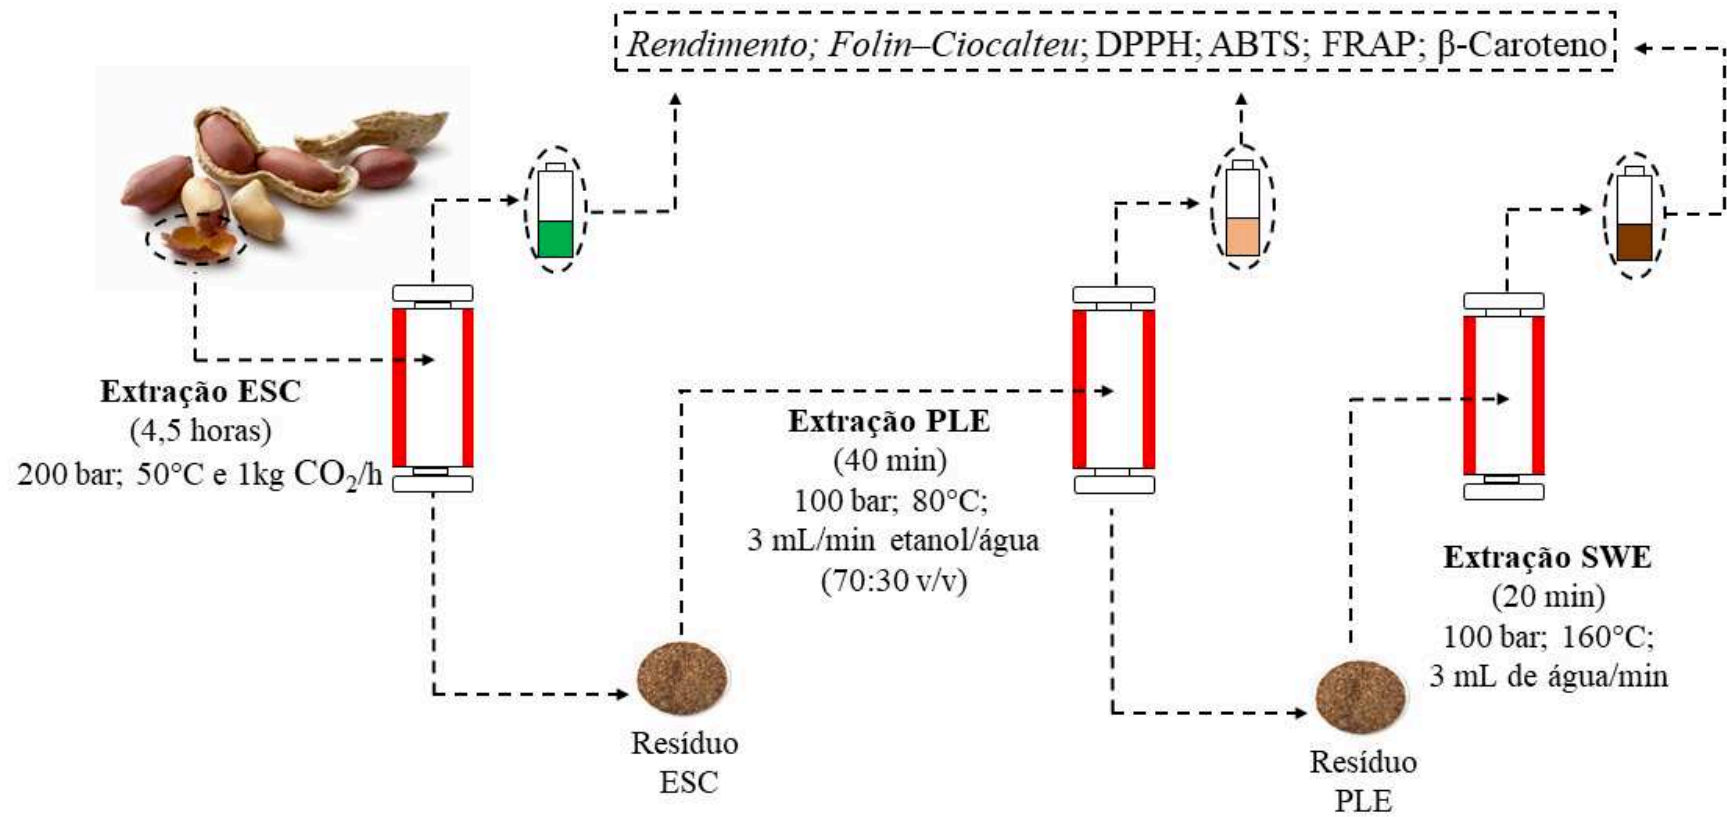 Rendimento; Folin–Ciocalteu; DPPH; ABTS; FRAP; β-Caroteno
Extração ESC
(4,5 horas)
200 bar; 50°C e 1kg CO₂/h
Extração PLE
(40 min)
100 bar; 80°C;
3 mL/min etanol/água
(70:30 v/v)
Extração SWE
(20 min)
100 bar; 160°C;
3 mL de água/min
Resíduo
ESC
Resíduo
PLE